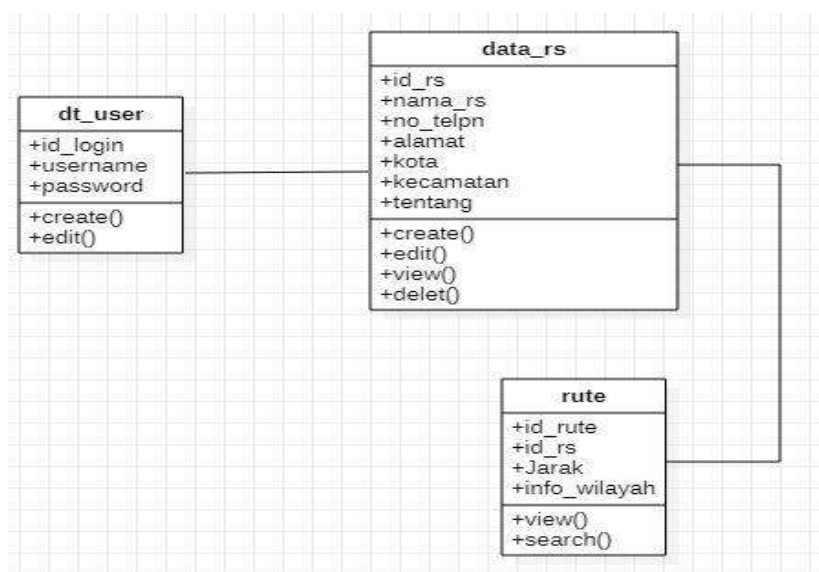 dt_user
+id_login
+username
+password
+create()
+edit()
data_rs
+id_rs
+nama_rs
+no_telpn
+alamat
+kota
+kecamatan
+tentang
+create()
+edit()
+view()
+delet()
rute
+id_rute
+id_rs
+Jarak
+info_wilayah
+view()
+search()